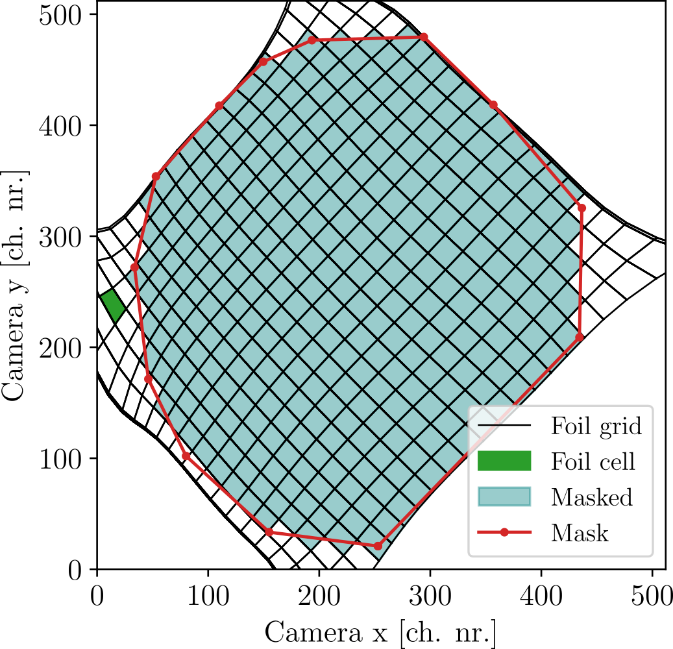 500
400
300
200
100
0
Camera y [ch. nr.]
0 100 200 300 400 500
Camera x [ch. nr.]
Foil grid
Foil cell
Masked
Mask